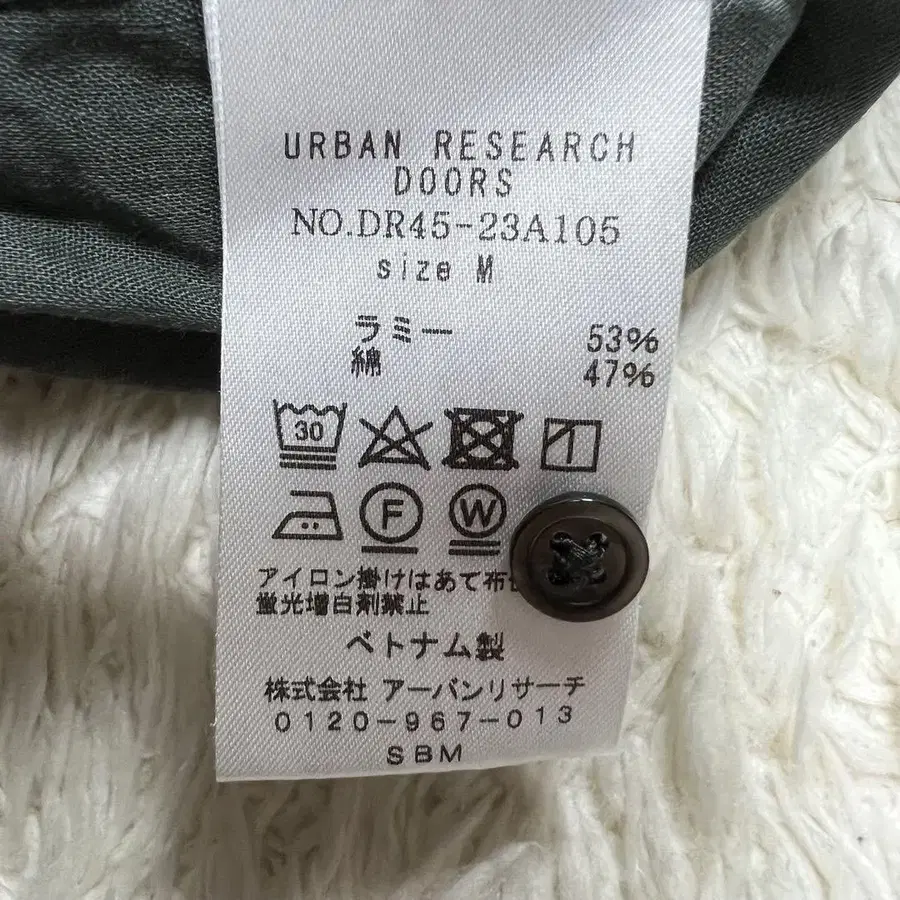 URBAN RESEARCH
DOORS
NO.DR45-23A105
size M
ラミー 53%
綿 47%
30
F
W
アイロン掛けはあて布
蛍光増白剤禁止
ベトナム製
株式会社 アーバンリサーチ
0120-967-013
SBM